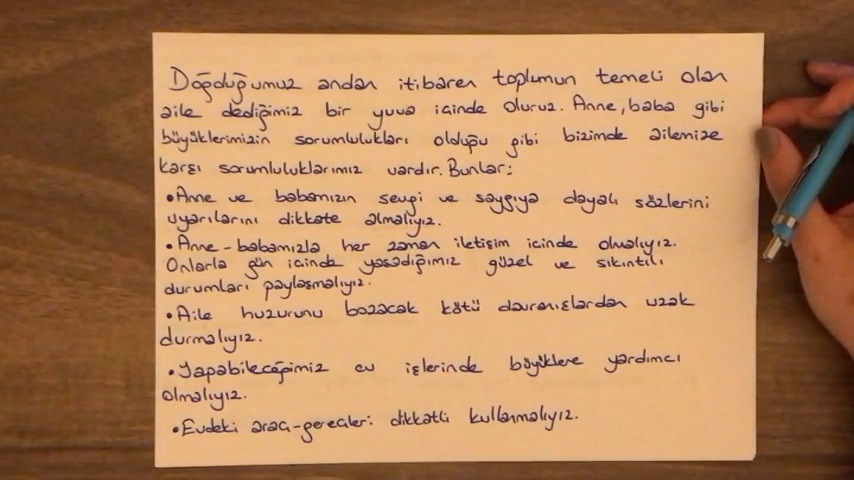 Doğduğumuz andan itibaren toplumun temeli olan
aile dediğimiz bir yuva içinde oluruz. Anne, baba gibi
büyüklerimizin sorumlulukları olduğu gibi bizimde ailemize
karşı sorumluluklarımız vardır. Bunlar:
•Anne ve babamızın sevgi ve saygıya dayalı sözlerini
uyarılarını dikkate almalıyız.
•Anne-babamızla her zaman iletişim içinde olmalıyız.
Onlarla gün içinde yaşadığımız güzel ve sıkıntılı
durumları paylaşmalıyız.
•Aile huzurunu bozacak kötü davranışlardan uzak
durmalıyız.
•Yapabileceğimiz ev işlerinde büyüklere yardımcı
olmalıyız.
•Evdeki araç-gereçleri dikkatli kullanmalıyız.